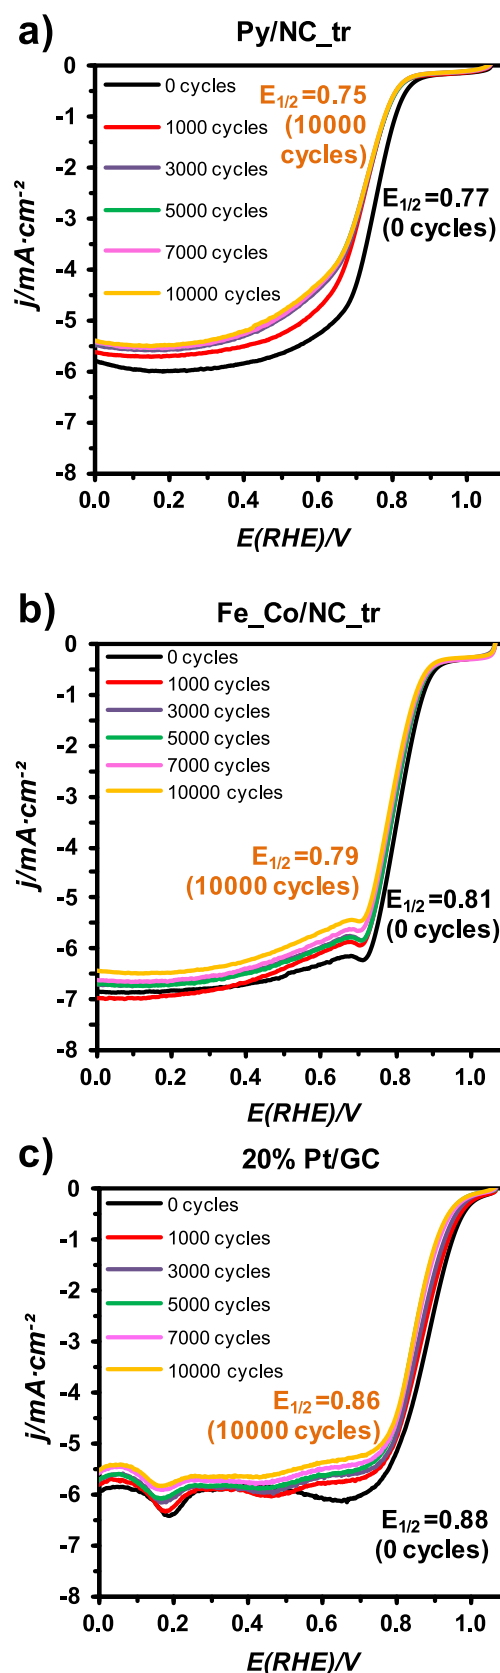 a)
Py/NC_tr
0
-1
-2
-3
-4
-5
-6
-7
-8
j/mA·cm⁻²
0 cycles
1000 cycles
3000 cycles
5000 cycles
7000 cycles
10000 cycles
E1/2=0.75
(10000
cycles)
E1/2=0.77
(0 cycles)
0.0 0.2 0.4 0.6 0.8 1.0
E(RHE)/V
b)
Fe_Co/NC_tr
0
-1
-2
-3
-4
-5
-6
-7
-8
j/mA·cm⁻²
0 cycles
1000 cycles
3000 cycles
5000 cycles
7000 cycles
10000 cycles
E1/2=0.79
(10000 cycles)
E1/2=0.81
(0 cycles)
0.0 0.2 0.4 0.6 0.8 1.0
E(RHE)/V
c)
20% Pt/GC
0
-1
-2
-3
-4
-5
-6
-7
-8
j/mA·cm⁻²
0 cycles
1000 cycles
3000 cycles
5000 cycles
7000 cycles
10000 cycles
E1/2=0.86
(10000 cycles)
E1/2=0.88
(0 cycles)
0.0 0.2 0.4 0.6 0.8 1.0
E(RHE)/V